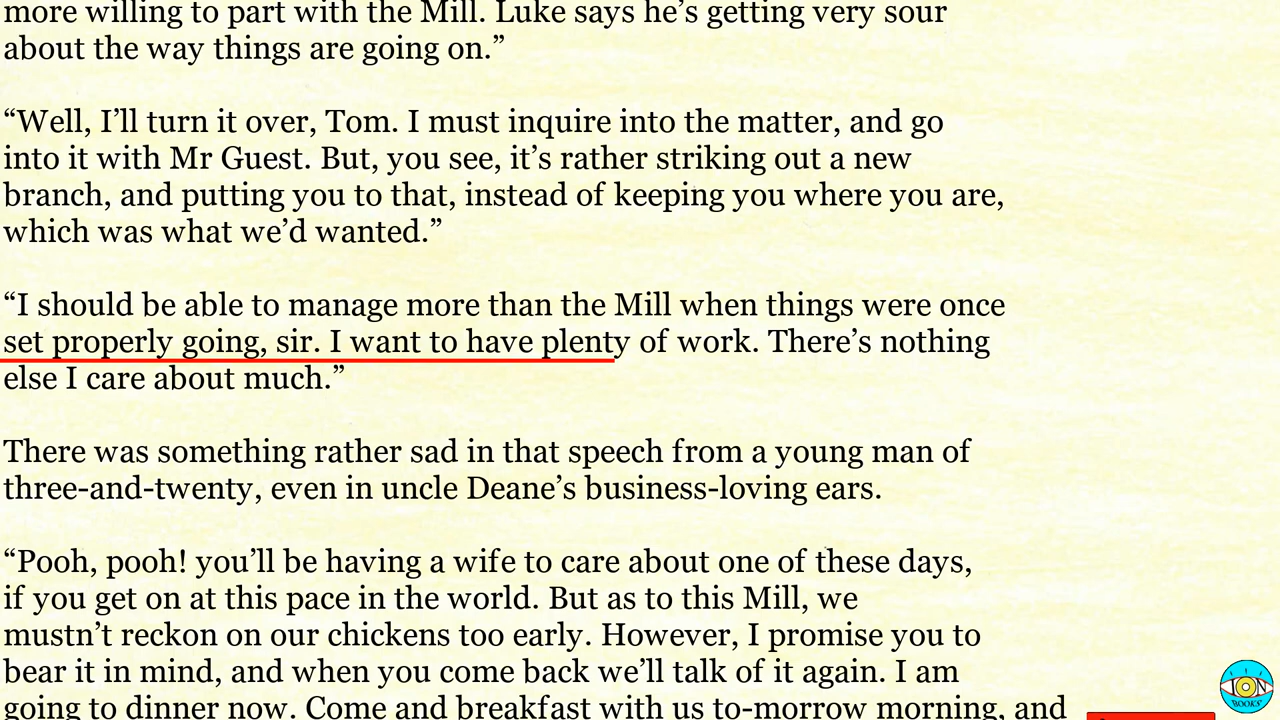 more willing to part with the Mill. Luke says he’s getting very sour
about the way things are going on.”
“Well, I’ll turn it over, Tom. I must inquire into the matter, and go
into it with Mr Guest. But, you see, it’s rather striking out a new
branch, and putting you to that, instead of keeping you where you are,
which was what we’d wanted.”
“I should be able to manage more than the Mill when things were once
set properly going, sir. I want to have plenty of work. There’s nothing
else I care about much.”
There was something rather sad in that speech from a young man of
three-and-twenty, even in uncle Deane’s business-loving ears.
“Pooh, pooh! you’ll be having a wife to care about one of these days,
if you get on at this pace in the world. But as to this Mill, we
mustn’t reckon on our chickens too early. However, I promise you to
bear it in mind, and when you come back we’ll talk of it again. I am
going to dinner now. Come and breakfast with us to-morrow morning, and
ION
BOOKS